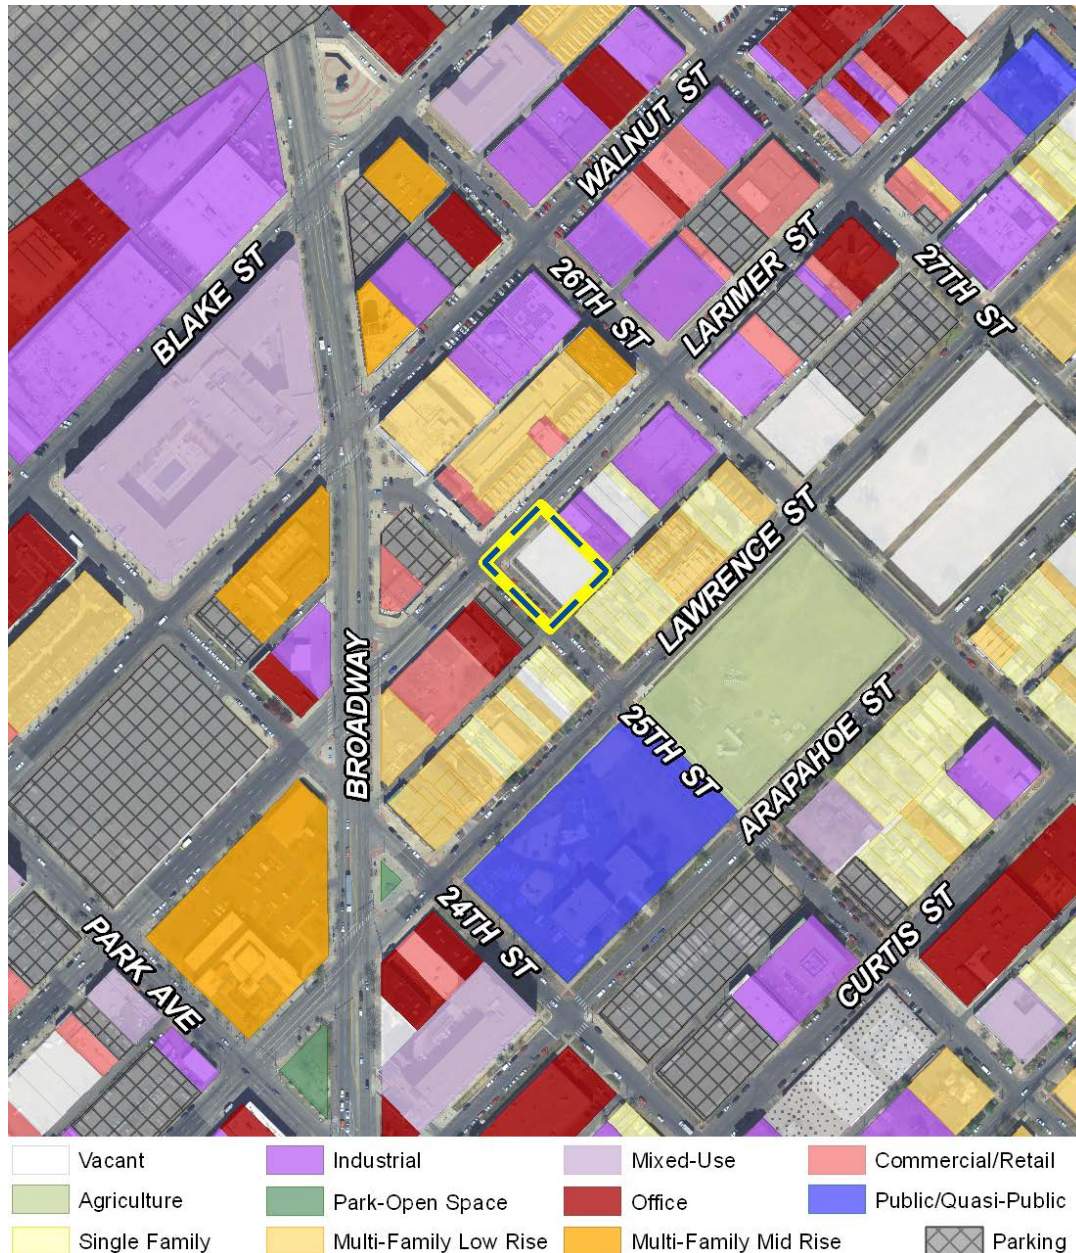 WALNUT ST
BLAKE ST
26TH ST
LARIMER ST
27TH ST
LAWRENCE ST
BROADWAY
25TH ST
ARAPAHOE ST
PARK AVE
24TH ST
CURTIS ST
Vacant
Industrial
Mixed-Use
Commercial/Retail
Agriculture
Park-Open Space
Office
Public/Quasi-Public
Single Family
Multi-Family Low Rise
Multi-Family Mid Rise
Parking